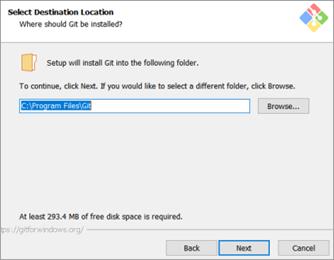 Select Destination Location
Where should Git be installed?
Setup will install Git into the following folder.
To continue, click Next. If you would like to select a different folder, click Browse.
C:\Program Files\Git
Browse...
At least 293.4 MB of free disk space is required.
tps://gitforwindows.org/
Back
Next
Cancel